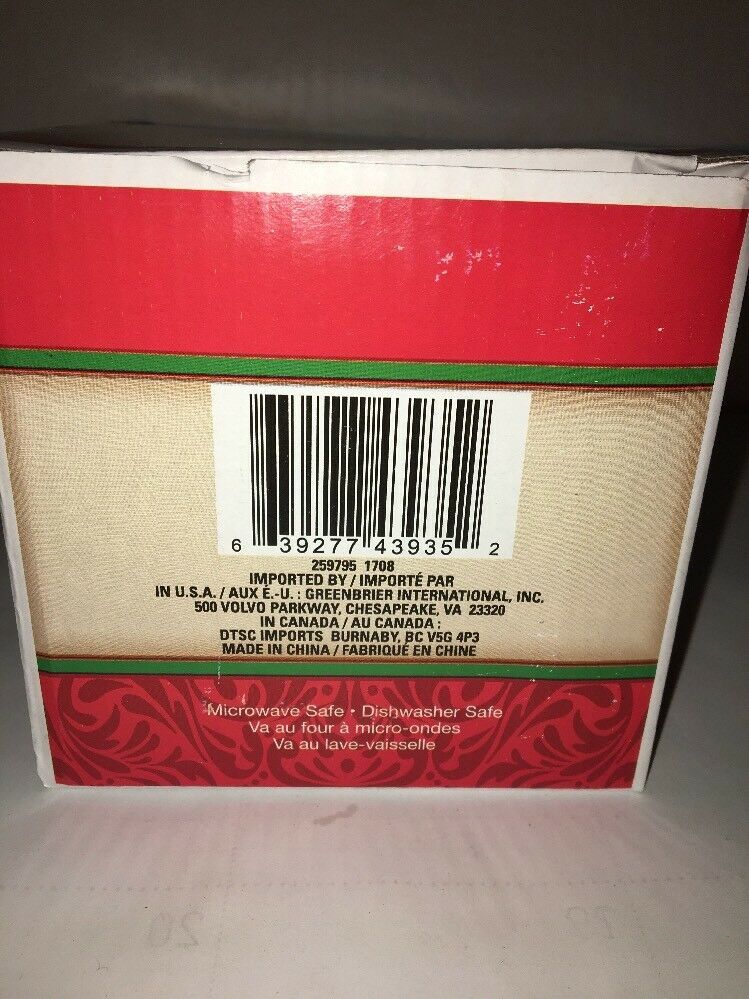 6 39277 43935 2
259795 1708
IMPORTED BY / IMPORTÉ PAR
IN U.S.A. / AUX É.-U. : GREENBRIER INTERNATIONAL, INC.
500 VOLVO PARKWAY, CHESAPEAKE, VA 23320
IN CANADA / AU CANADA :
DTSC IMPORTS BURNABY, BC V5G 4P3
MADE IN CHINA / FABRIQUÉ EN CHINE
Microwave Safe • Dishwasher Safe
Va au four à micro-ondes
Va au lave-vaisselle